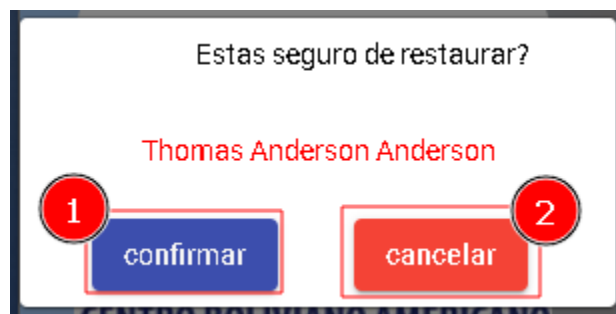 Estas seguro de restaurar?
Thomas Anderson Anderson
1
2
confirmar
cancelar
CENTRO BOLIVIANO AMERICANO